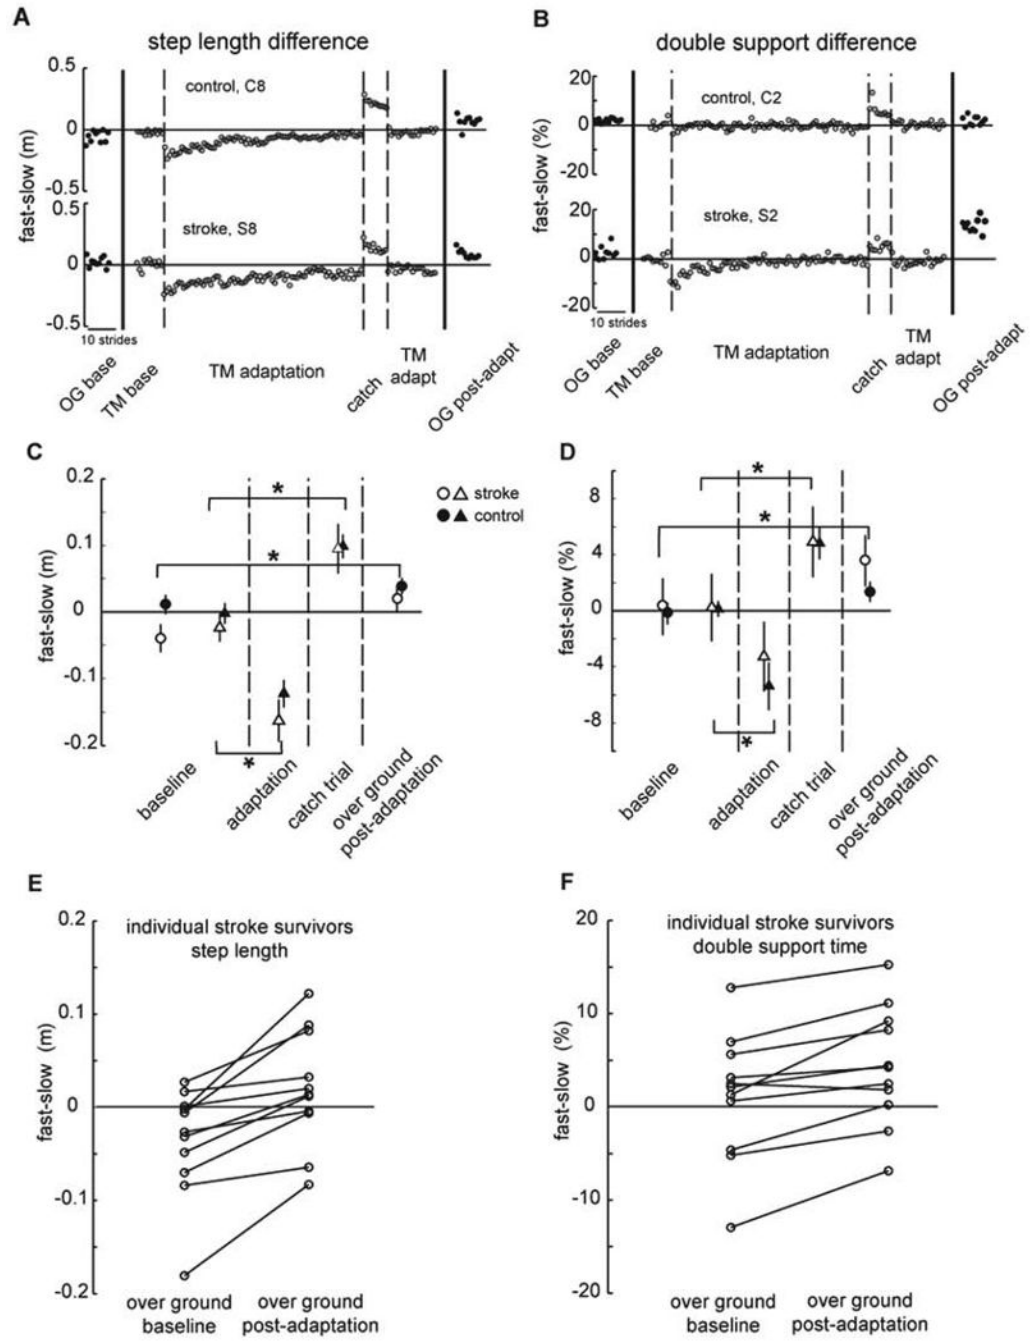 A
step length difference
0.5
control, C8
0
-0.5
fast-slow (m)
0.5
stroke, S8
0
-0.5
10 strides
OG base
TM base
TM adaptation
catch
TM
adapt
OG post-adapt
B
double support difference
20
control, C2
0
-20
fast-slow (%)
20
stroke, S2
0
-20
10 strides
OG base
TM base
TM adaptation
catch
TM
adapt
OG post-adapt
C
0.2
0.1
0
-0.1
-0.2
fast-slow (m)
*
*
*
stroke
control
baseline
adaptation
catch trial
over ground
post-adaptation
D
8
4
0
-4
-8
fast-slow (%)
*
*
*
baseline
adaptation
catch trial
over ground
post-adaptation
E
individual stroke survivors
step length
0.2
0.1
0
-0.1
-0.2
fast-slow (m)
over ground
baseline
over ground
post-adaptation
F
individual stroke survivors
double support time
20
10
0
-10
-20
fast-slow (%)
over ground
baseline
over ground
post-adaptation